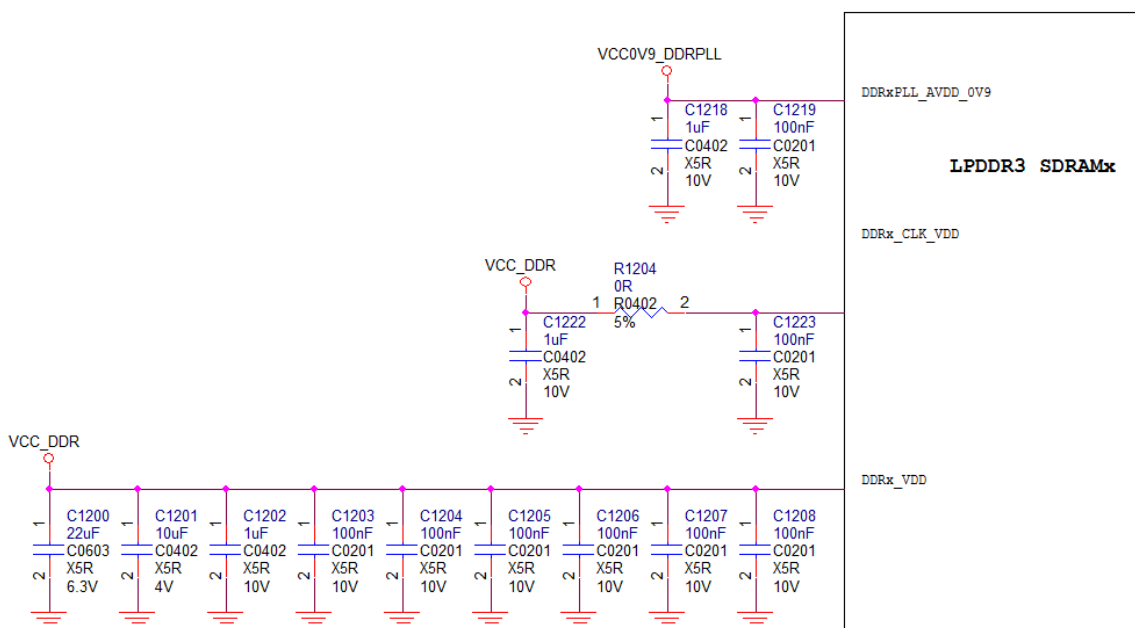 VCC0V9_DDRPLL
DDRxPLL_AVDD_0V9
1
2
C1218
1uF
C0402
X5R
10V
1
2
C1219
100nF
C0201
X5R
10V
LPDDR3 SDRAMx
DDRx_CLK_VDD
VCC_DDR
R1204
0R
1 R0402 2
5%
1
2
C1222
1uF
C0402
X5R
10V
1
2
C1223
100nF
C0201
X5R
10V
VCC_DDR
DDRx_VDD
1
2
C1200
22uF
C0603
X5R
6.3V
1
2
C1201
10uF
C0402
X5R
4V
1
2
C1202
1uF
C0402
X5R
10V
1
2
C1203
100nF
C0201
X5R
10V
1
2
C1204
100nF
C0201
X5R
10V
1
2
C1205
100nF
C0201
X5R
10V
1
2
C1206
100nF
C0201
X5R
10V
1
2
C1207
100nF
C0201
X5R
10V
1
2
C1208
100nF
C0201
X5R
10V